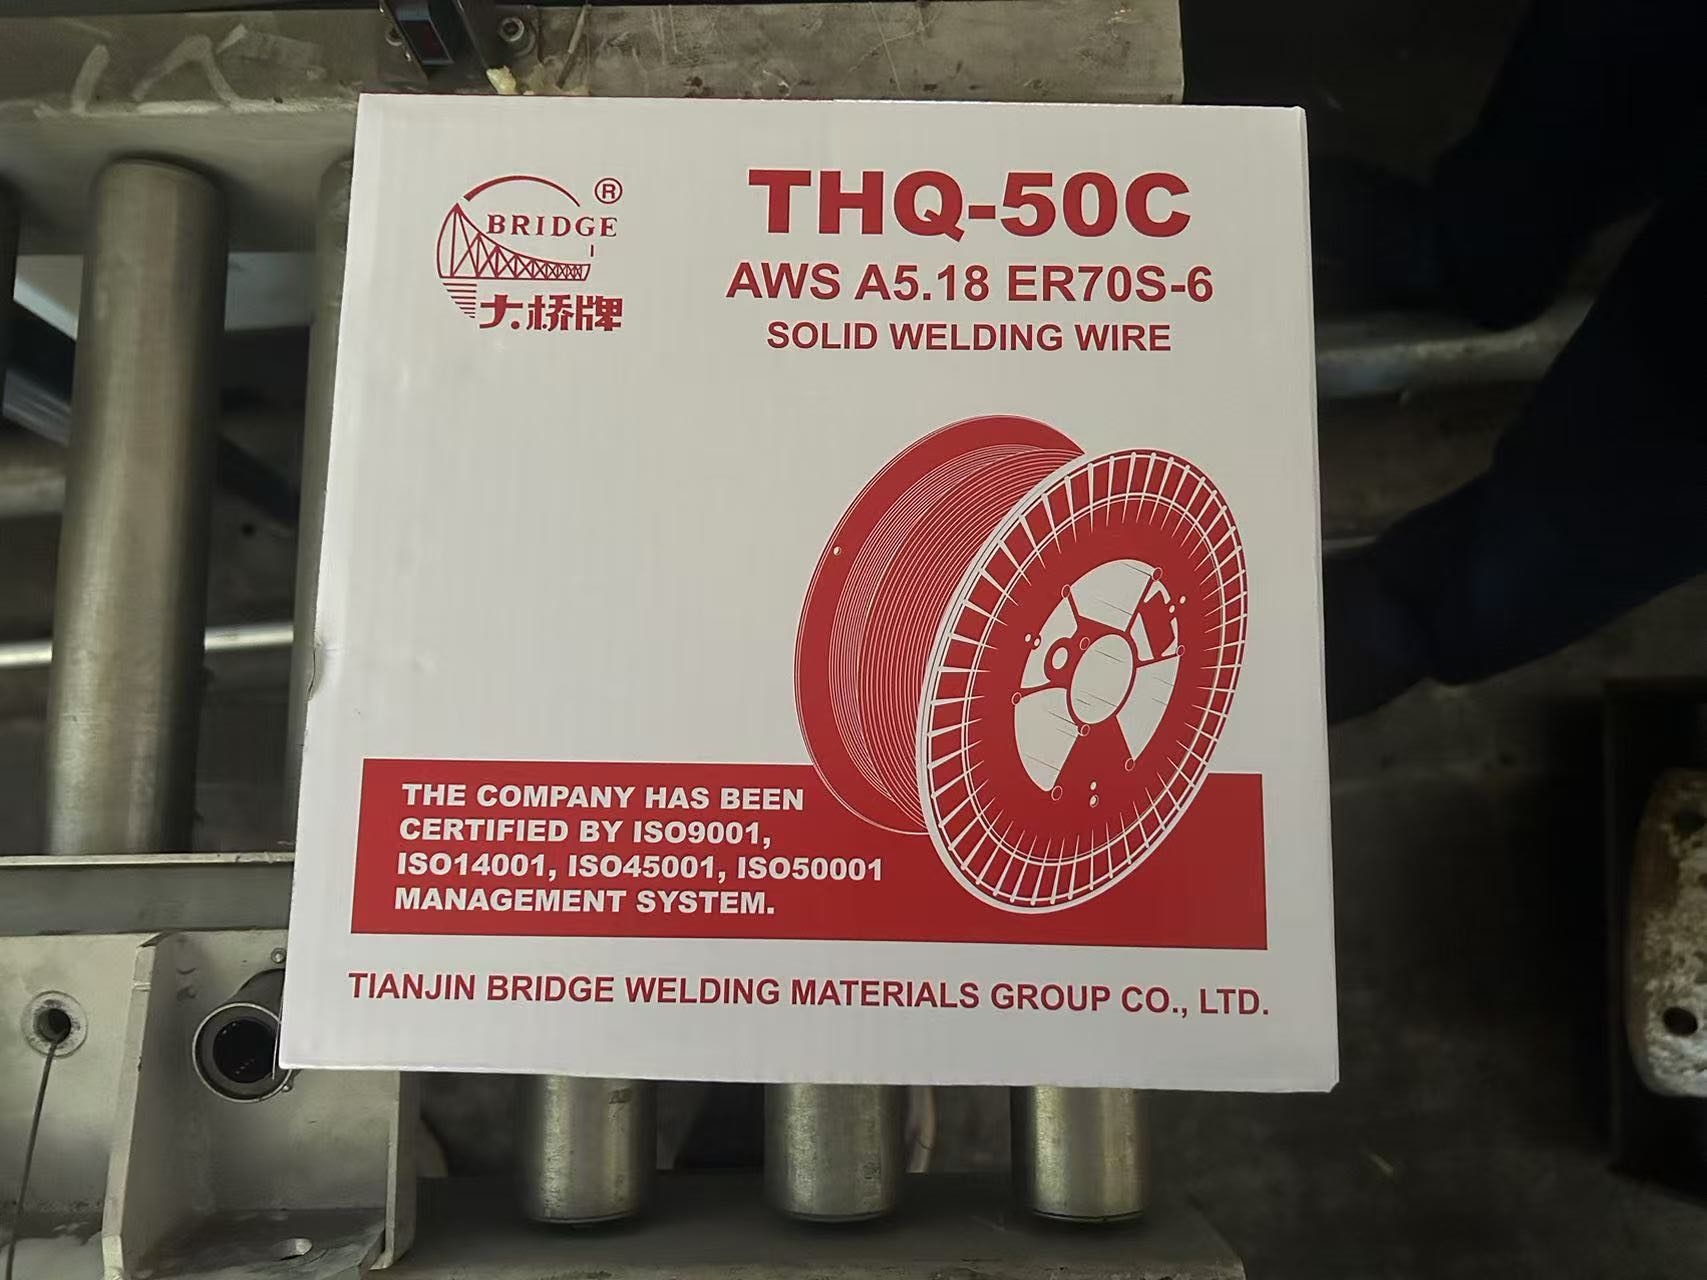 BRIDGE ®
大桥牌
THQ-50C
AWS A5.18 ER70S-6
SOLID WELDING WIRE
THE COMPANY HAS BEEN
CERTIFIED BY ISO9001,
ISO14001, ISO45001, ISO50001
MANAGEMENT SYSTEM.
TIANJIN BRIDGE WELDING MATERIALS GROUP CO., LTD.